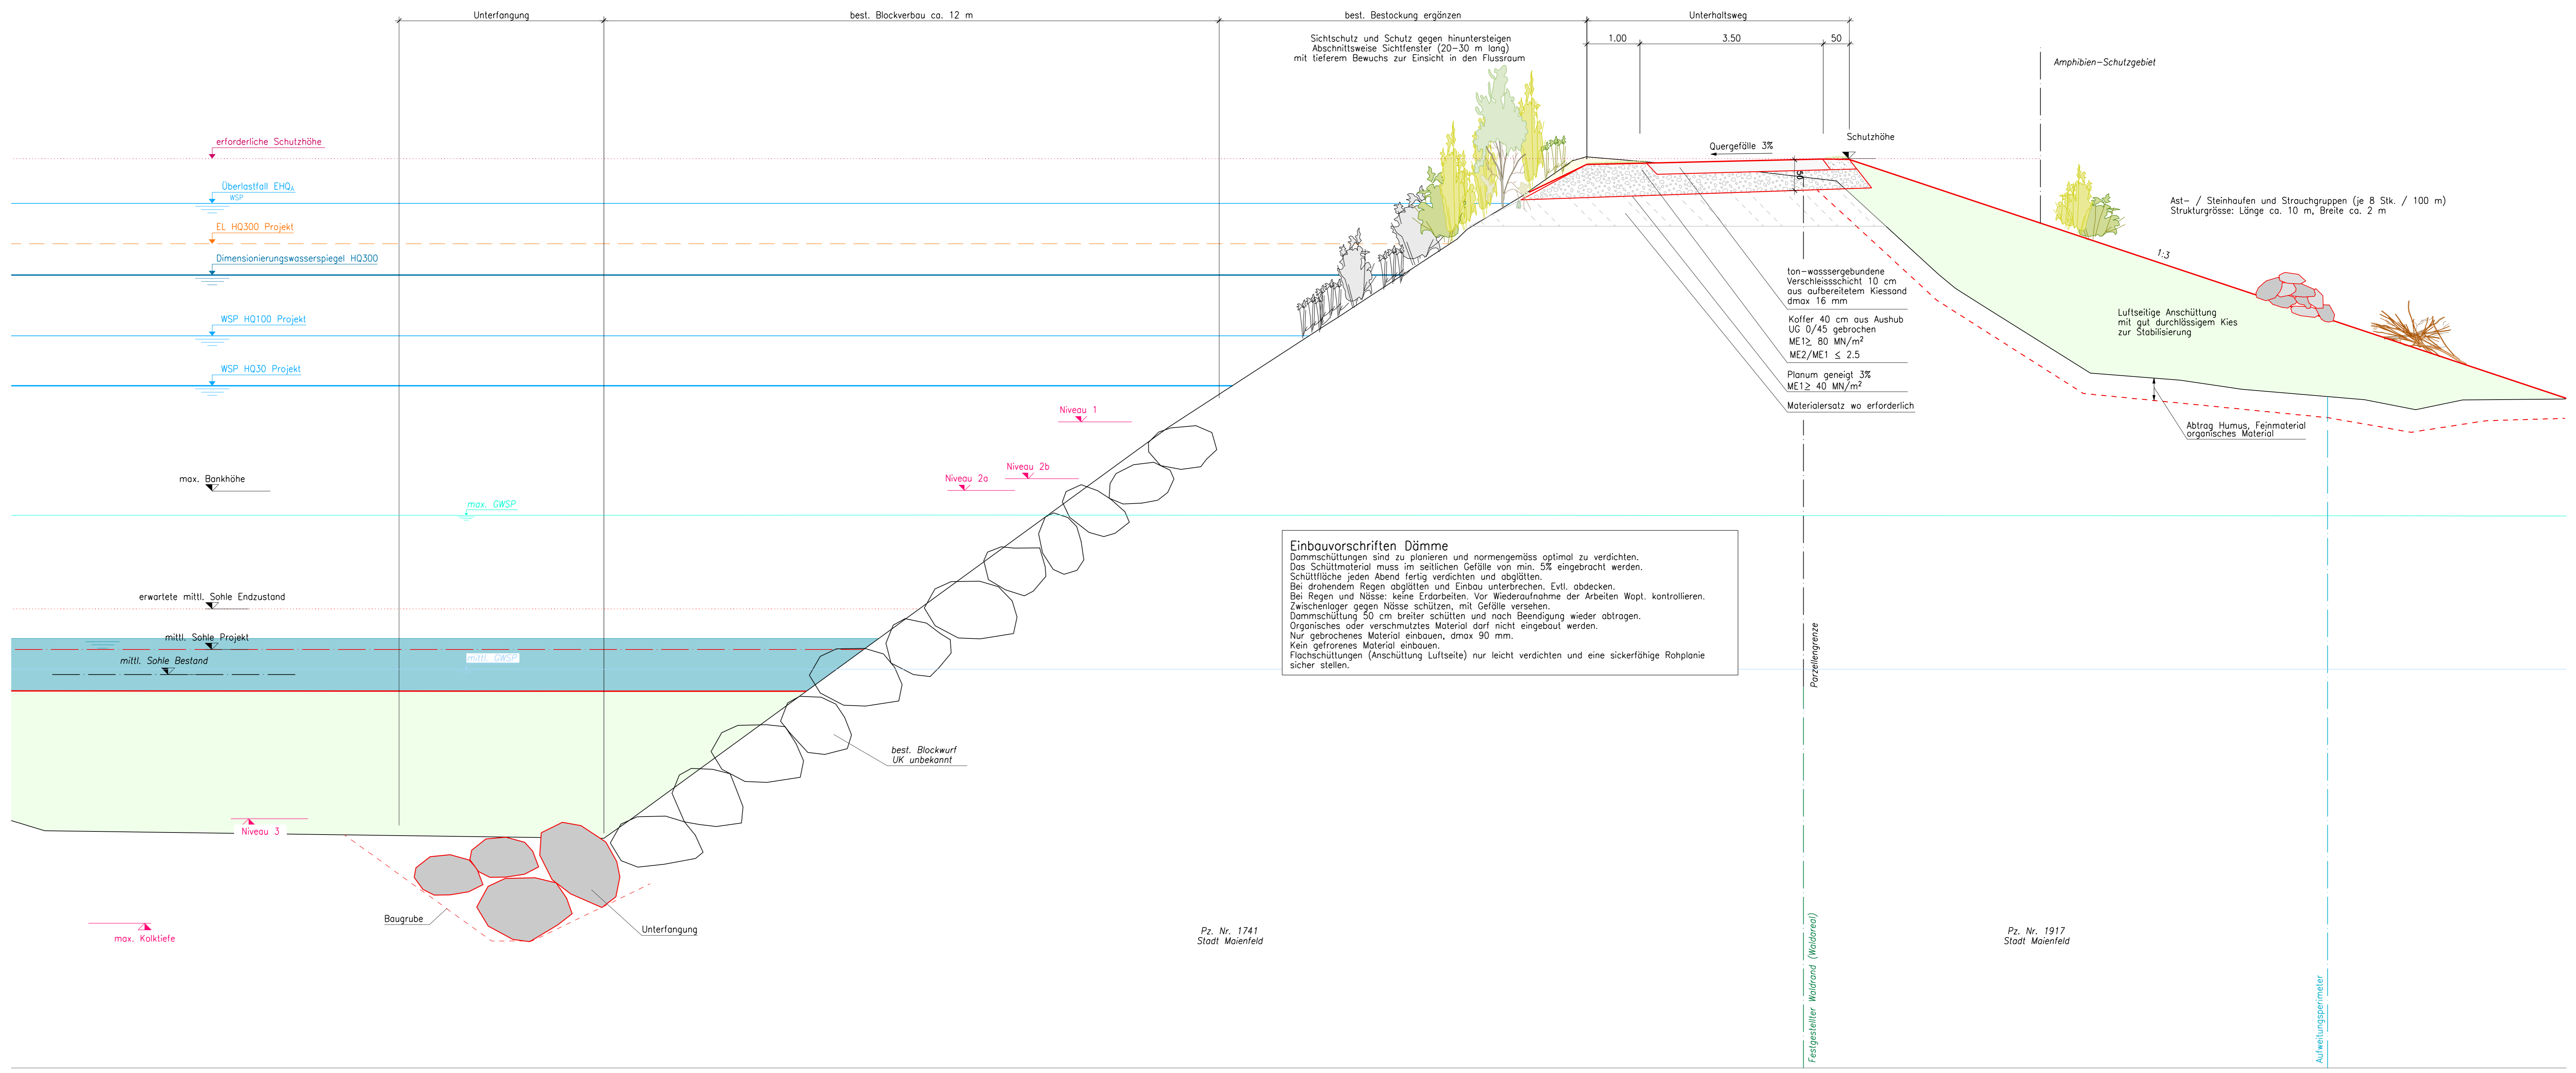 Unterfangung
best. Blockverbau ca. 12 m
best. Bestockung ergänzen
Unterhaltsweg
1.00
3.50
50
Sichtschutz und Schutz gegen hinuntersteigen
Abschnittsweise Sichtfenster (20-30 m lang)
mit tieferem Bewuchs zur Einsicht in den Flussraum
Amphibien-Schutzgebiet
erforderliche Schutzhöhe
Schutzhöhe
Quergefälle 3%
50
Überlastfall EHQA
WSP
EL HQ300 Projekt
Dimensionierungswasserspiegel HQ300
WSP HQ100 Projekt
WSP HQ30 Projekt
Ast- / Steinhaufen und Strauchgruppen (je 8 Stk. / 100 m)
Strukturgrösse: Länge ca. 10 m, Breite ca. 2 m
1:3
ton-wasssergebundene
Verschleissschicht 10 cm
aus aufbereitetem Kiessand
dmax 16 mm
Koffer 40 cm aus Aushub
UG 0/45 gebrochen
ME1≥ 80 MN/m²
ME2/ME1 ≤ 2.5
Planum geneigt 3%
ME1≥ 40 MN/m²
Materialersatz wo erforderlich
Luftseitige Anschüttung
mit gut durchlässigem Kies
zur Stabilisierung
Abtrag Humus, Feinmaterial
organisches Material
Niveau 1
Niveau 2b
Niveau 2a
max. Bankhöhe
max. GWSP
erwartete mittl. Sohle Endzustand
mittl. Sohle Projekt
mittl. GWSP
mittl. Sohle Bestand
Einbauvorschriften Dämme
Dammschüttungen sind zu planieren und normengemäss optimal zu verdichten.
Das Schüttmaterial muss im seitlichen Gefälle von min. 5% eingebracht werden.
Schüttfläche jeden Abend fertig verdichten und abglätten.
Bei drohendem Regen abglätten und Einbau unterbrechen. Evtl. abdecken.
Bei Regen und Nässe: keine Erdarbeiten. Vor Wiederaufnahme der Arbeiten Wopt. kontrollieren.
Zwischenlager gegen Nässe schützen, mit Gefälle versehen.
Dammschüttung 50 cm breiter schütten und nach Beendigung wieder abtragen.
Organisches oder verschmutztes Material darf nicht eingebaut werden.
Nur gebrochenes Material einbauen, dmax 90 mm.
Kein gefrorenes Material einbauen.
Flachschüttungen (Anschüttung Luftseite) nur leicht verdichten und eine sickerfähige Rohplanie
sicher stellen.
Parzellengrenze
best. Blockwurf
UK unbekannt
Niveau 3
Baugrube
Unterfangung
max. Kolktiefe
Pz. Nr. 1741
Stadt Maienfeld
Festgestellter Waldrand (Waldareal)
Pz. Nr. 1917
Stadt Maienfeld
Aufweitungsperimeter